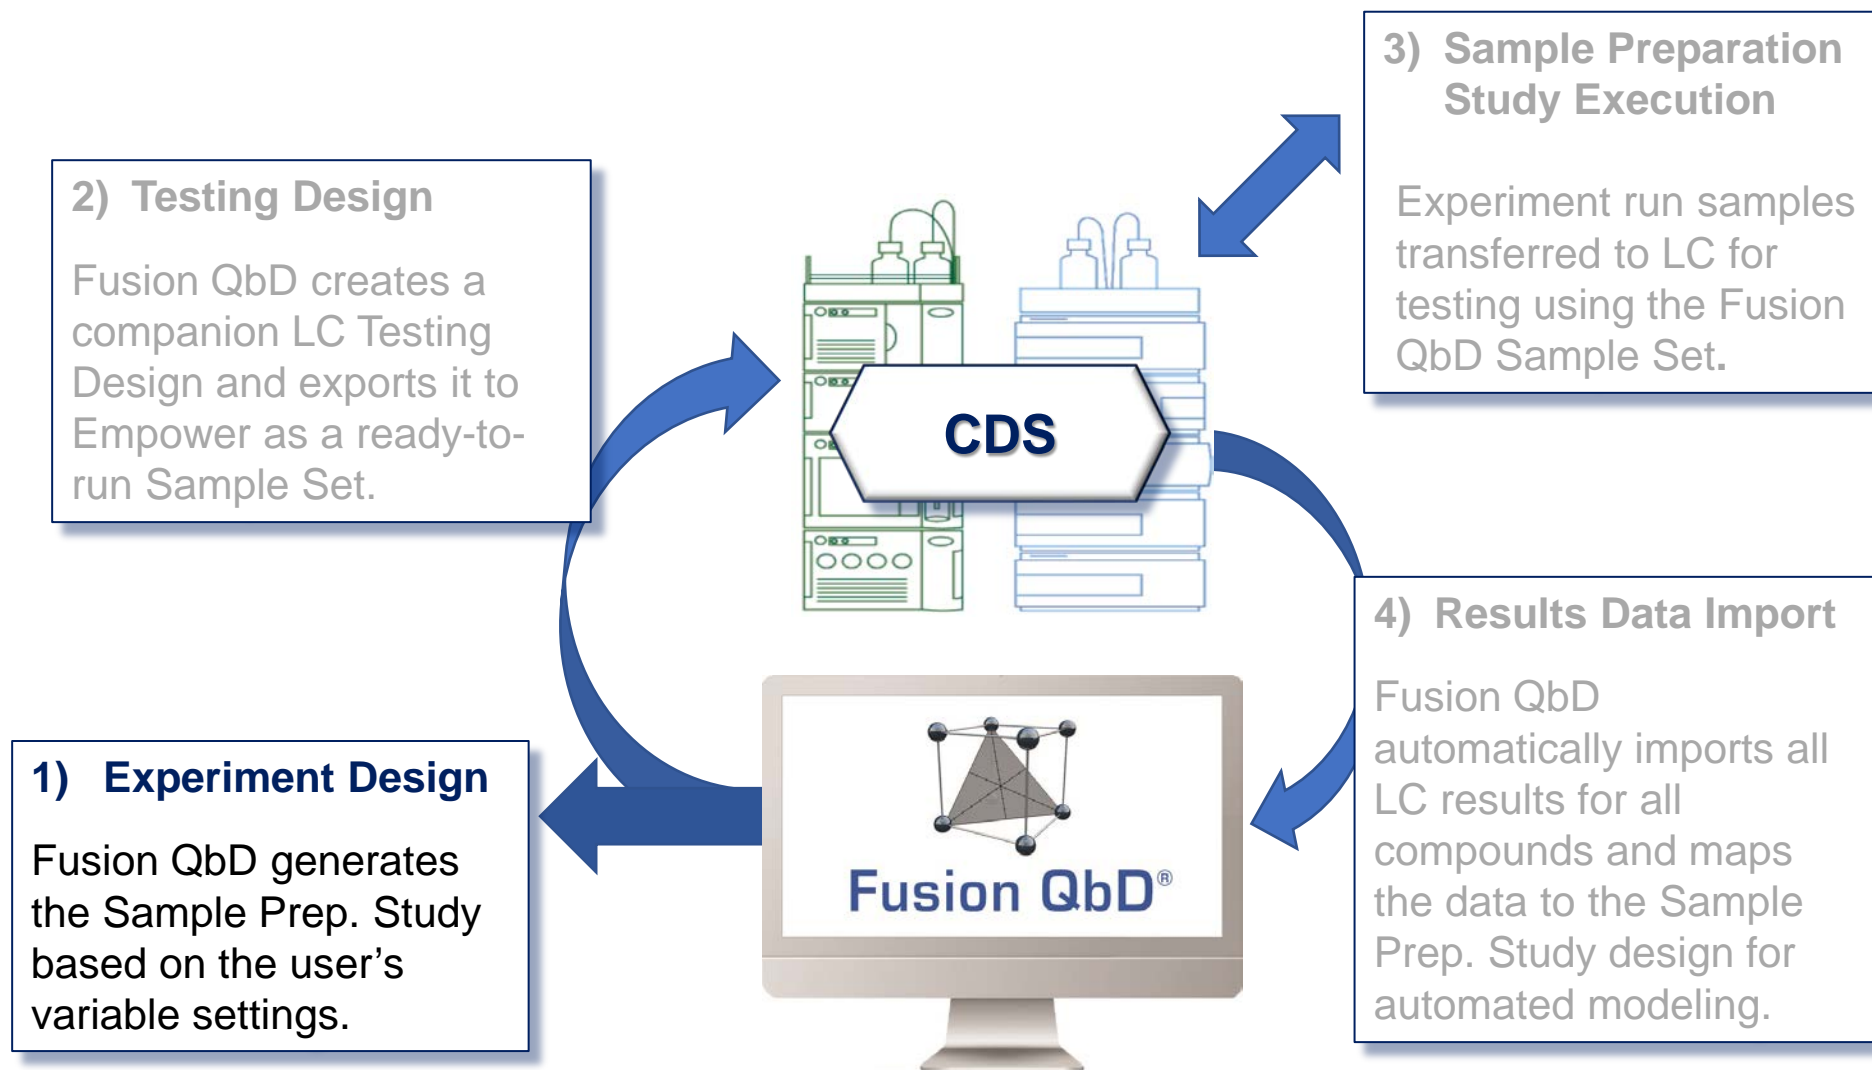 3) Sample Preparation
Study Execution
Experiment run samples
transferred to LC for
testing using the Fusion
QbD Sample Set.
2) Testing Design
Fusion QbD creates a
companion LC Testing
Design and exports it to
Empower as a ready-to-
run Sample Set.
CDS
4) Results Data Import
Fusion QbD
automatically imports all
LC results for all
compounds and maps
the data to the Sample
Prep. Study design for
automated modeling.
1) Experiment Design
Fusion QbD generates
the Sample Prep. Study
based on the user’s
variable settings.
Fusion QbD®